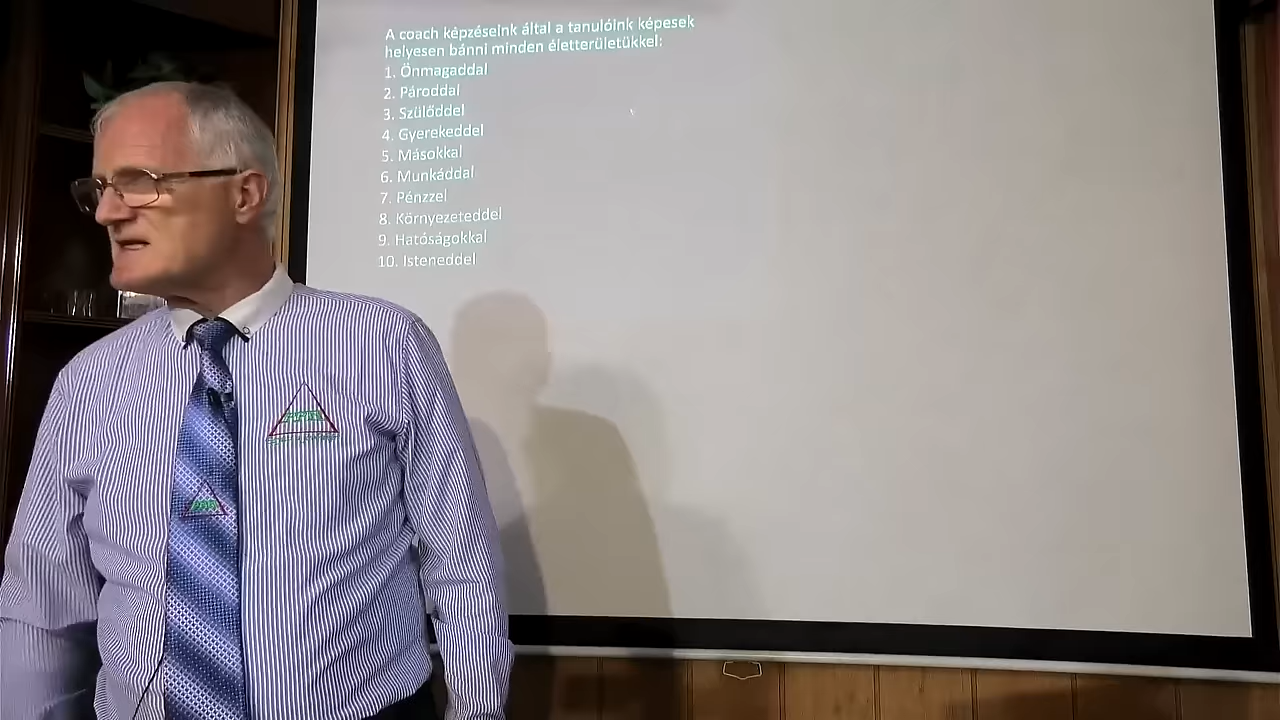 A coach képzéseink által a tanulóink képesek
helyesen bánni minden életterületükkel:
1. Önmagaddal
2. Pároddal
3. Szülőddel
4. Gyerekeddel
5. Másokkal
6. Munkáddal
7. Pénzzel
8. Környezeteddel
9. Hatóságokkal
10. Isteneddel